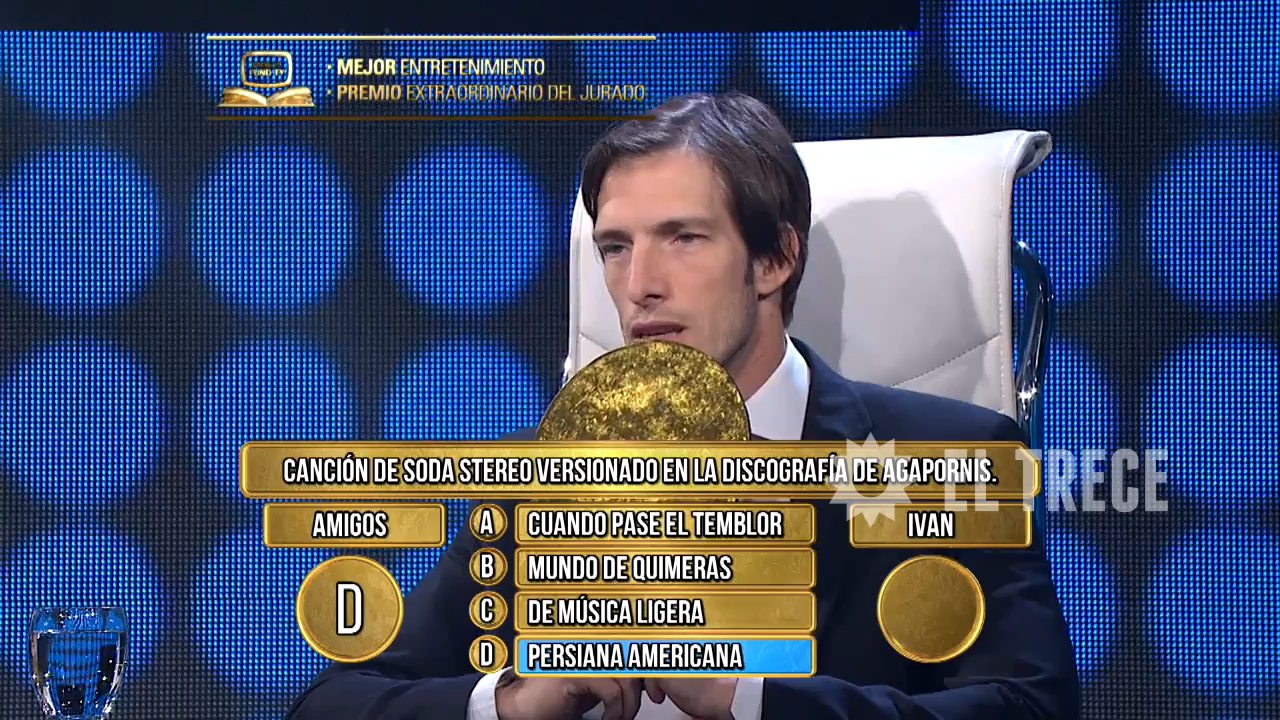 • MEJOR ENTRETENIMIENTO
• PREMIO EXTRAORDINARIO DEL JURADO
CANCIÓN DE SODA STEREO VERSIONADO EN LA DISCOGRAFÍA DE AGAPORNIS.
EL TRECE
AMIGOS
A CUANDO PASE EL TEMBLOR
IVAN
B MUNDO DE QUIMERAS
D
C DE MÚSICA LIGERA
D PERSIANA AMERICANA